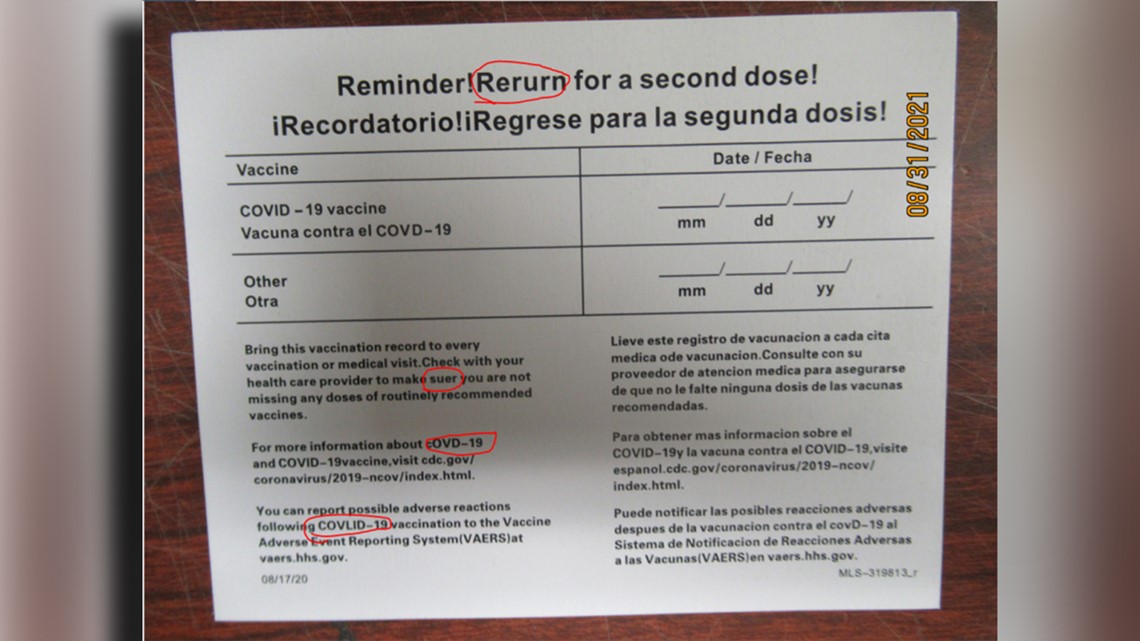 Reminder!Rerurn for a second dose!
¡Recordatorio!¡Regrese para la segunda dosis!
Vaccine
Date / Fecha
COVID – 19 vaccine
Vacuna contra el COVD–19
___/___/___/
mm dd yy
Other
Otra
___/___/___/
mm dd yy
Bring this vaccination record to every
vaccination or medical visit.Check with your
health care provider to make suer you are not
missing any doses of routinely recommended
vaccines.
For more information about cOVD–19
and COVID–19vaccine,visit cdc.gov/
coronavirus/2019–ncov/index.html.
You can report possible adverse reactions
following COVLID–19 vaccination to the Vaccine
Adverse Event Reporting System(VAERS)at
vaers.hhs.gov.
08/17/20
Lieve este registro de vacunacion a cada cita
medica ode vacunacion.Consulte con su
proveedor de atencion medica para asegurarse
de que no le falte ninguna dosis de las vacunas
recomendadas.
Para obtener mas informacion sobre el
COVID–19y la vacuna contra el COVID–19,visite
espanol.cdc.gov/coronavirus/2019–ncov/
index.html.
Puede notificar las posibles reacciones adversas
despues de la vacunacion contra el covD–19 al
Sistema de Notificacion de Reacciones Adversas
a las Vacunas(VAERS)en vaers.hhs.gov.
MLS–319813_r
08/31/2021